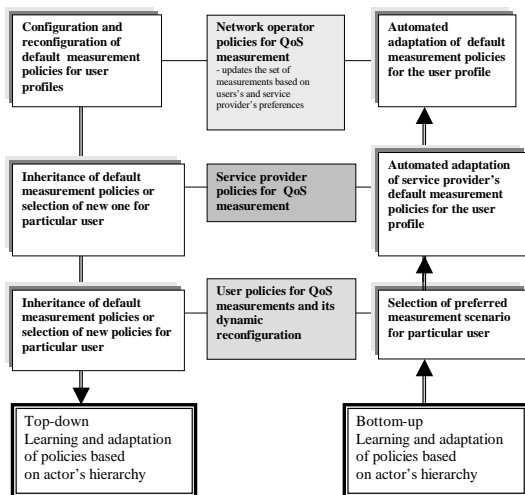 Configuration and
reconfiguration of
default measurement
policies for user
profiles
Network operator
policies for QoS
measurement
- updates the set of
measurements based on
users's and service
provider's preferences
Automated
adaptation of default
measurement policies
for the user profile
Inheritance of default
measurement policies or
selection of new one for
particular user
Service provider
policies for QoS
measurement
Automated adaptation
of service provider's
default measurement
policies for the user
profile
Inheritance of default
measurement policies or
selection of new policies for
particular user
User policies for QoS
measurements and its
dynamic
reconfiguration
Selection of preferred
measurement scenario
for particular user
Top-down
Learning and adaptation
of policies based
on actor's hierarchy
Bottom-up
Learning and adaptation
of policies based
on actor's hierarchy